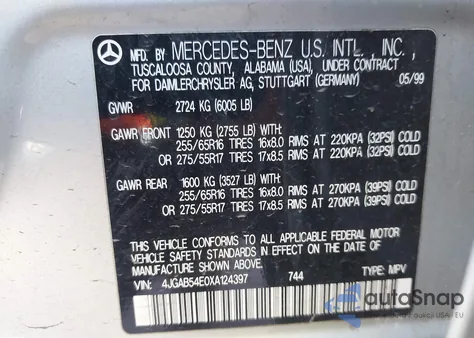 MFD. BY MERCEDES-BENZ U.S. INTL., INC.,
TUSCALOOSA COUNTY, ALABAMA (USA), UNDER CONTRACT
FOR DAIMLERCHRYSLER AG, STUTTGART (GERMANY) 05/99
GVWR 2724 KG (6005 LB)
GAWR FRONT 1250 KG (2755 LB) WITH:
255/65R16 TIRES 16x8.0 RIMS AT 220KPA (32PSI) COLD
OR 275/55R17 TIRES 17x8.5 RIMS AT 220KPA (32PSI) COLD
GAWR REAR 1600 KG (3527 LB) WITH:
255/65R16 TIRES 16x8.0 RIMS AT 270KPA (39PSI) COLD
OR 275/55R17 TIRES 17x8.5 RIMS AT 270KPA (39PSI) COLD
THIS VEHICLE CONFORMS TO ALL APPLICABLE FEDERAL MOTOR
VEHICLE SAFETY STANDARDS IN EFFECT ON THE DATE OF
MANUFACTURE SHOWN ABOVE.
VIN: 4JGAB54E0XA124397 744 TYPE: MPV
autoSnap
z aukcji USA, EU